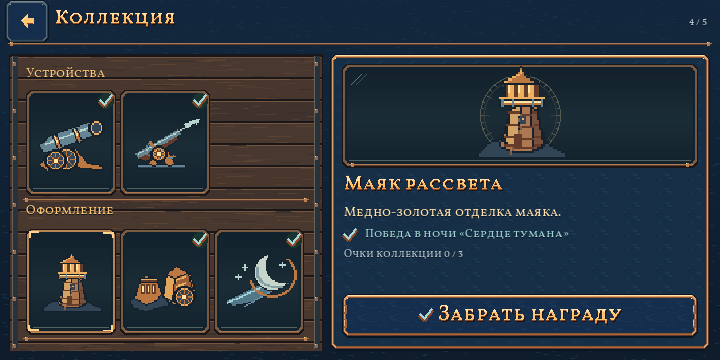 Коллекция
4 / 5
Устройства
Оформление
Маяк рассвета
Медно-золотая отделка маяка.
Победа в ночи «Сердце тумана»
Очки коллекции 0 / 3
Забрать награду